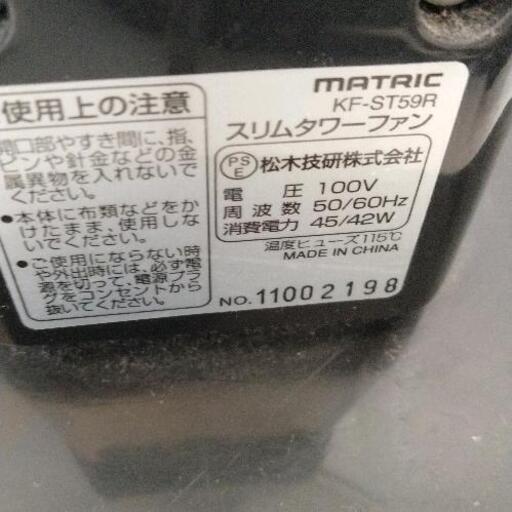 使用上の注意
開口部やすき間に、指、
ピンや針金などの金
属異物を入れないで
ください。
●本体に布類などをか
けたまま、使用しな
いでください。
●ご使用にならない時
や外出時には、必ず電
源を切って、電源プラ
グをコンセントから
抜いてください。
MATRIC
KF-ST59R
スリムタワーファン
PSE 松木技研株式会社
電圧 100V
周波数 50/60Hz
消費電力 45/42W
温度ヒューズ115℃
MADE IN CHINA
NO.11002198